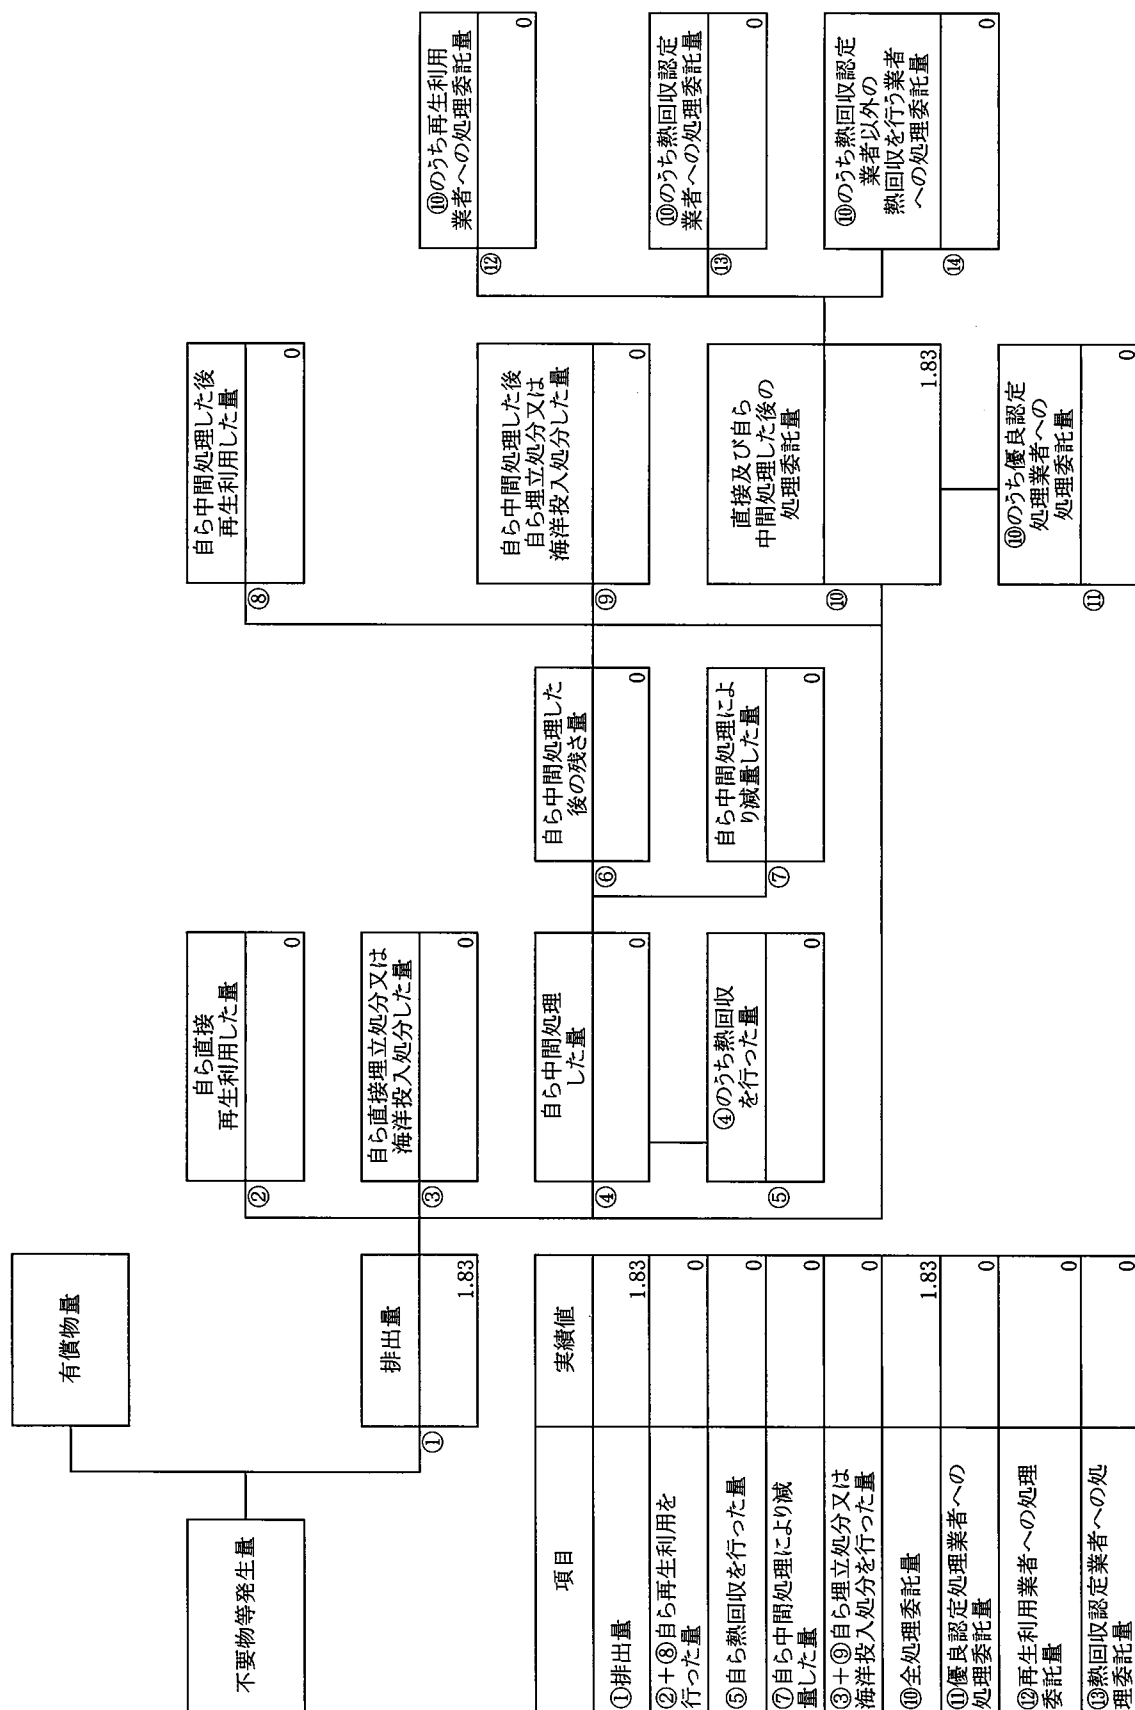 不要物等発生量
有償物量
①
排出量
1.83
②
自ら直接
再生利用した量
0
③
自ら直接埋立処分又は
海洋投入処分した量
0
④
自ら中間処理
した量
0
⑤
④のうち熱回収
を行った量
0
⑥
自ら中間処理した
後の残さ量
0
⑦
自ら中間処理によ
り減量した量
0
⑧
自ら中間処理した後
再生利用した量
0
⑨
自ら中間処理した後
自ら埋立処分又は
海洋投入処分した量
0
⑩
直接及び自ら
中間処理した後の
処理委託量
1.83
⑪
⑩のうち優良認定
処理業者への
処理委託量
0
⑫
⑩のうち再生利用
業者への処理委託量
0
⑬
⑩のうち熱回収認定
業者への処理委託量
0
⑭
⑩のうち熱回収認定
業者以外の
熱回収を行う業者
への処理委託量
0
項目 実績値
①排出量 1.83
②+⑧自ら再生利用を
行った量
0
⑤自ら熱回収を行った量 0
⑦自ら中間処理により減
量した量
0
③+⑨自ら埋立処分又は
海洋投入処分を行った量
0
⑩全処理委託量 1.83
⑪優良認定処理業者への
処理委託量
0
⑫再生利用業者への処理
委託量
0
⑬熱回収認定業者への処
理委託量
0